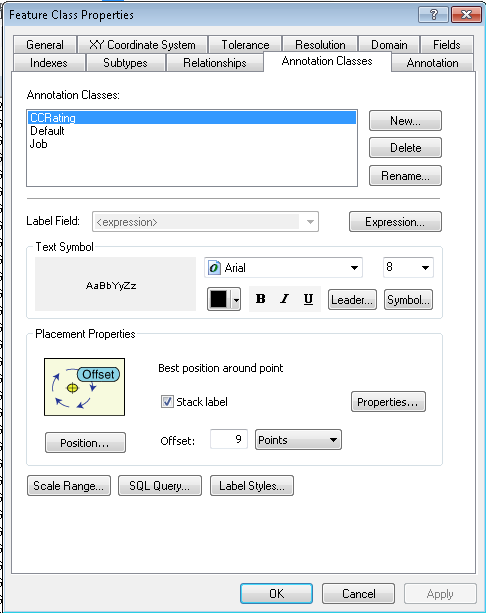 Feature Class Properties
General XY Coordinate System Tolerance Resolution Domain Fields
Indexes Subtypes Relationships Annotation Classes Annotation
Annotation Classes:
CCRating
Default
Job
New...
Delete
Rename...
Label Field: <expression> Expression...
Text Symbol
AaBbYyZz
Arial 8
B I U Leader... Symbol...
Placement Properties
Offset
Best position around point
Stack label Properties...
Position... Offset: 9 Points
Scale Range... SQL Query... Label Styles...
OK Cancel Apply